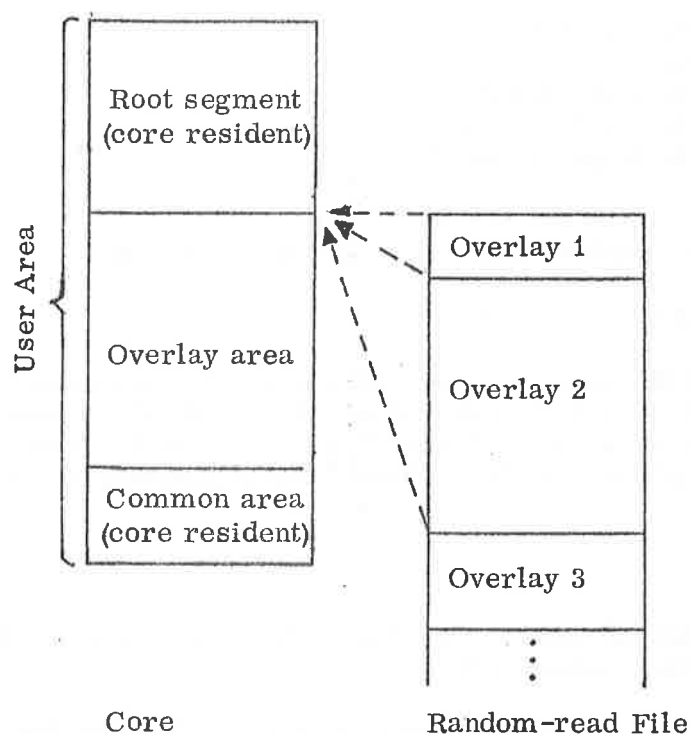 User Area
Root segment
(core resident)
Overlay area
Common area
(core resident)
Core
Overlay 1
Overlay 2
Overlay 3
Random-read File